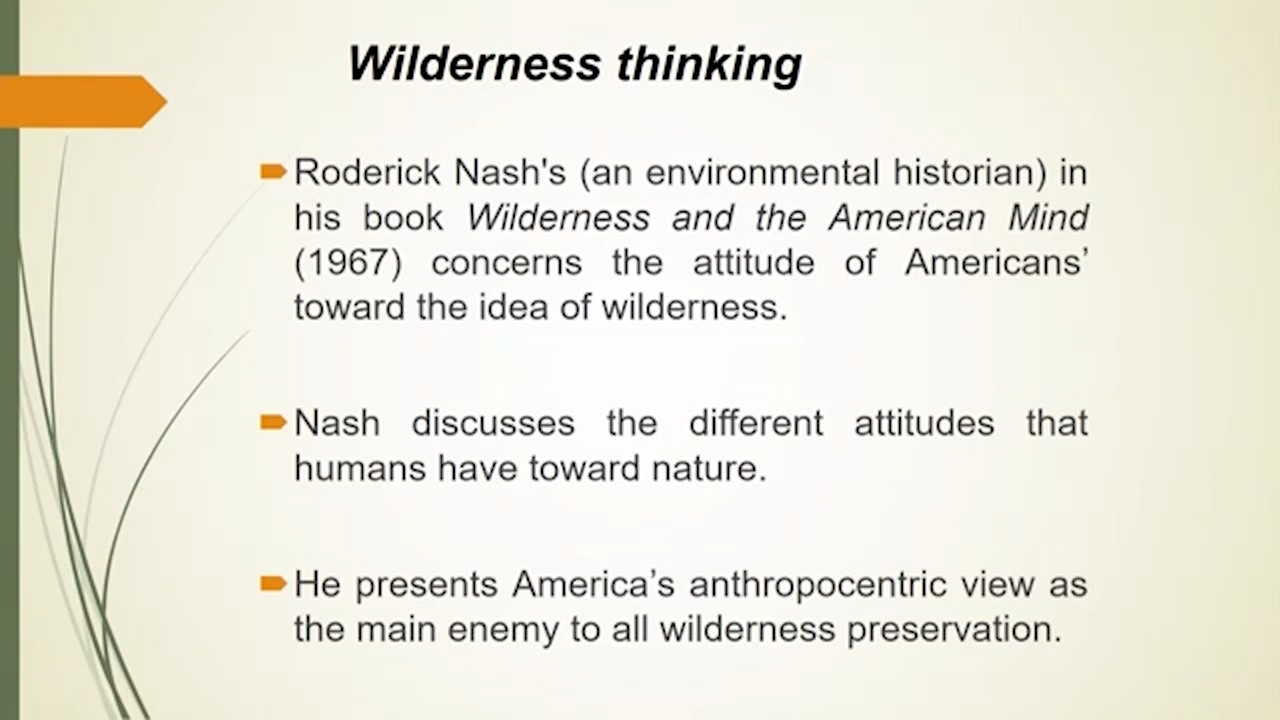 Wilderness thinking
Roderick Nash's (an environmental historian) in
his book Wilderness and the American Mind
(1967) concerns the attitude of Americans’
toward the idea of wilderness.
Nash discusses the different attitudes that
humans have toward nature.
He presents America’s anthropocentric view as
the main enemy to all wilderness preservation.